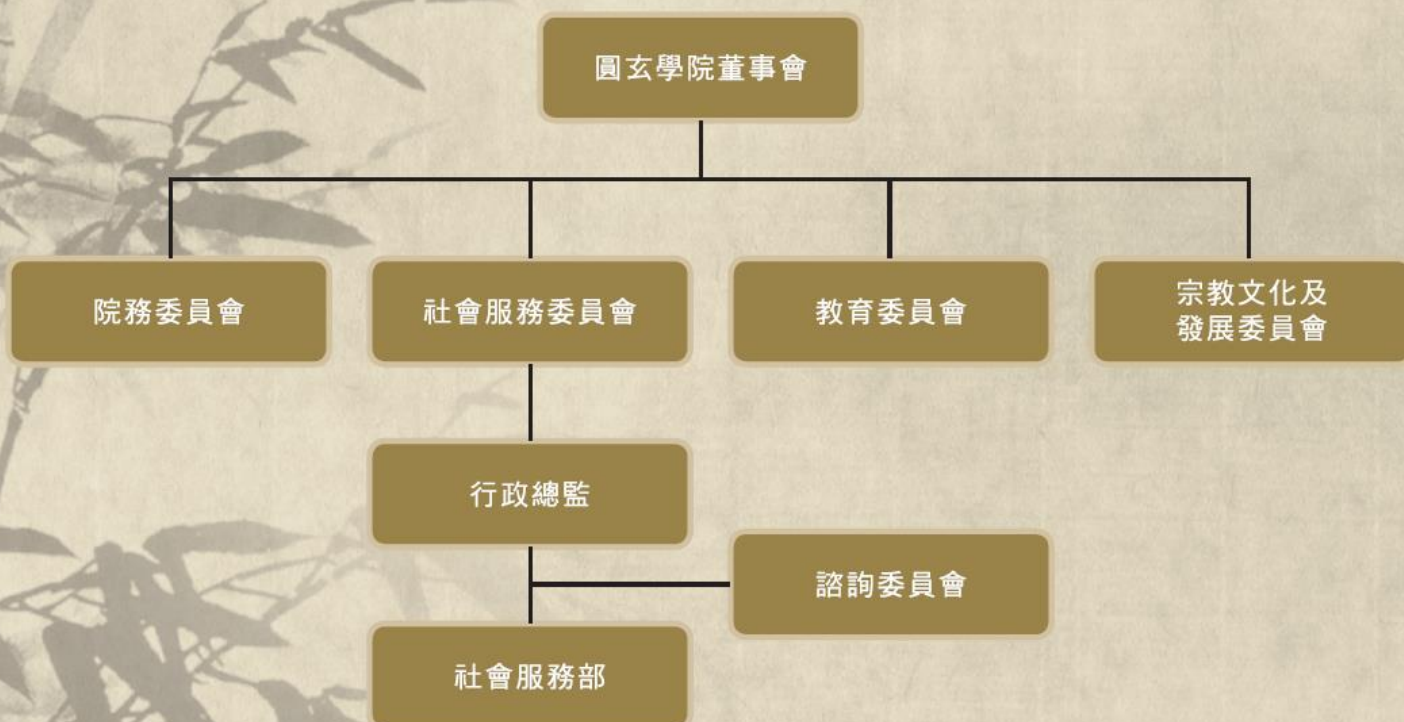 圓玄學院董事會
院務委員會
社會服務委員會
教育委員會
宗教文化及
發展委員會
行政總監
諮詢委員會
社會服務部